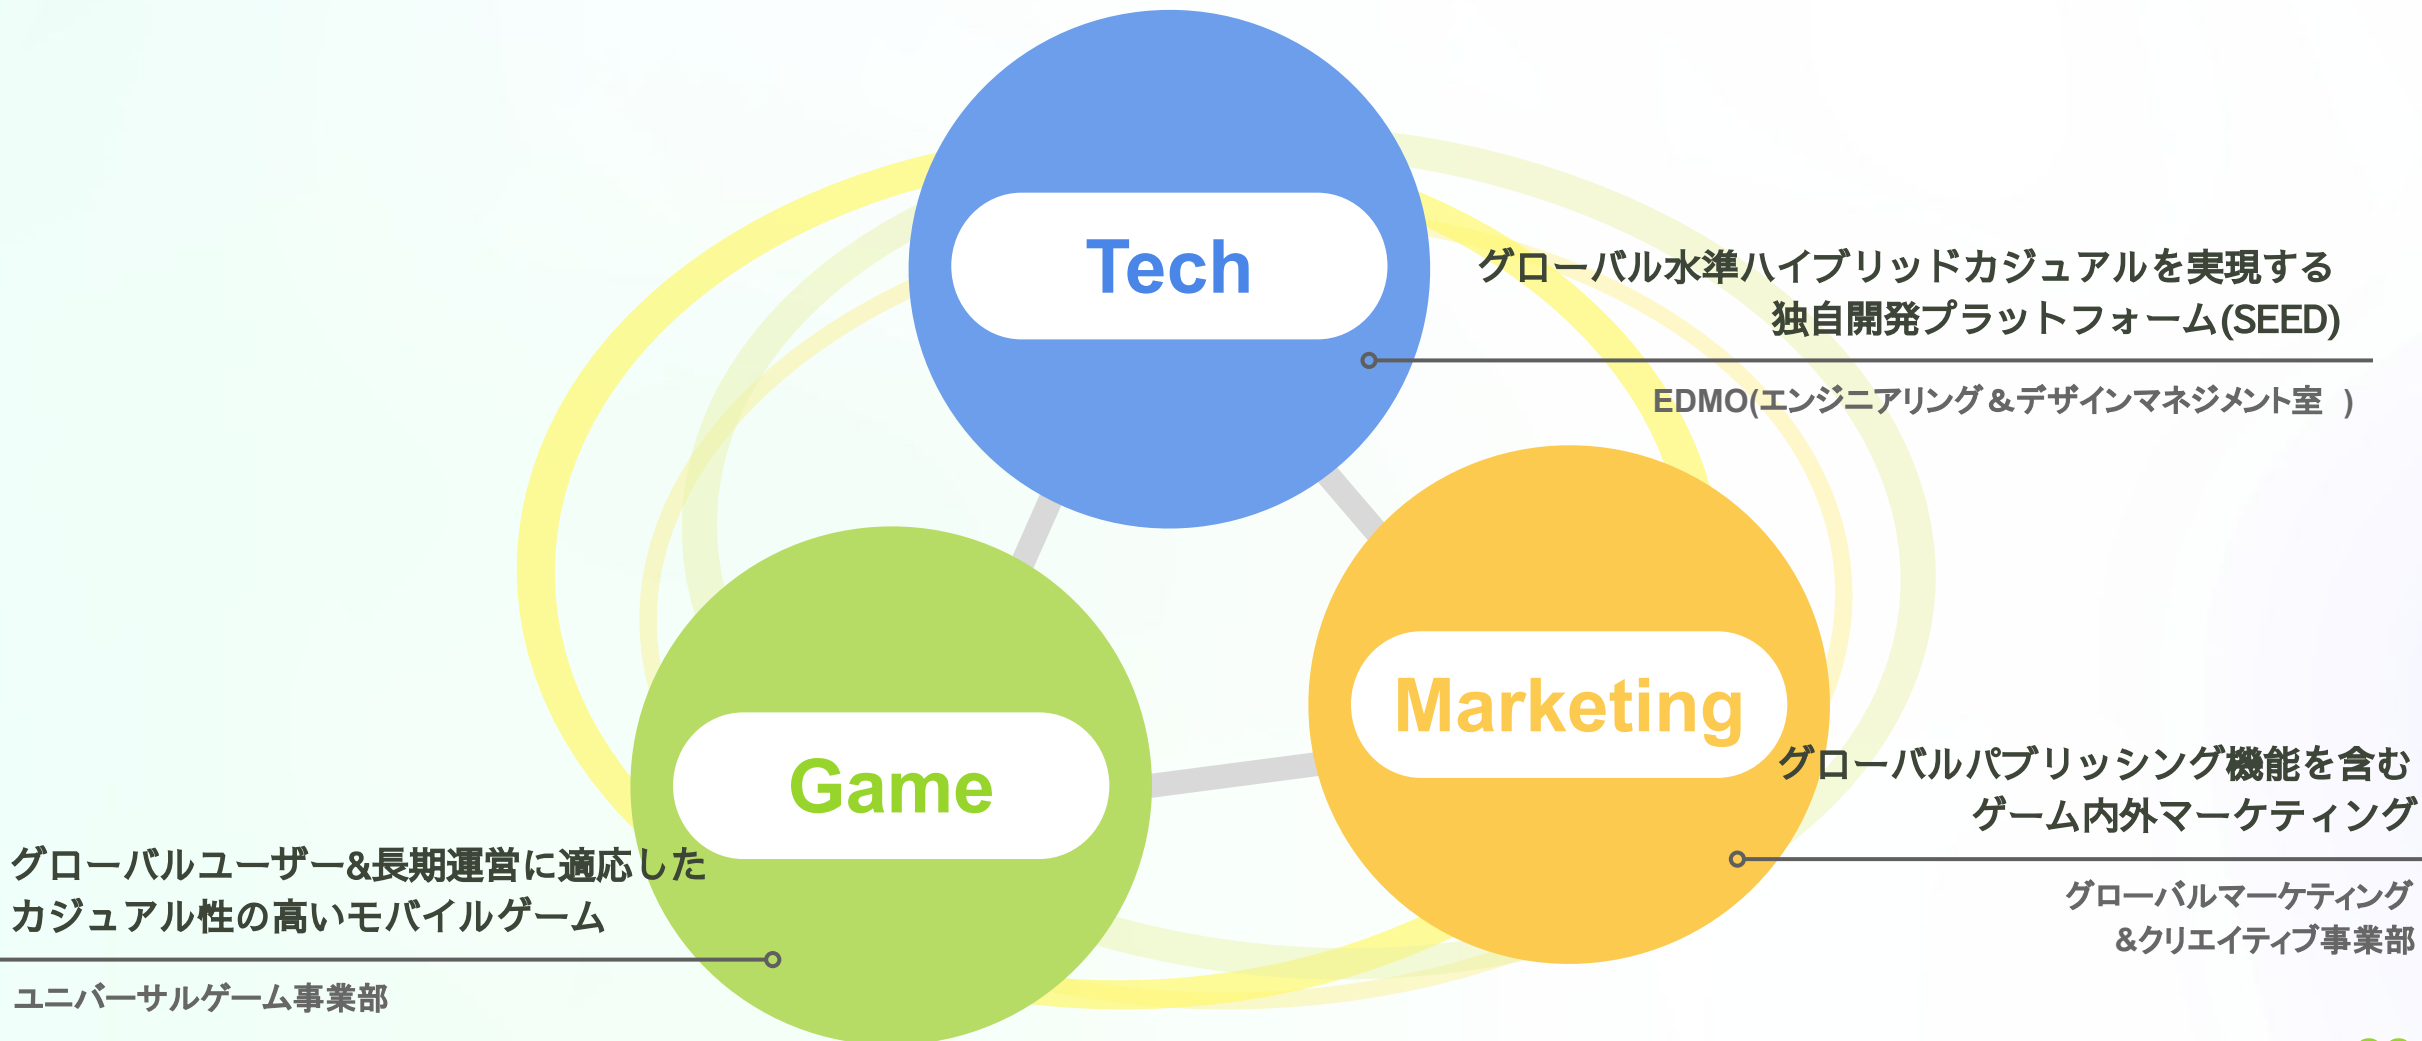 Tech
グローバル水準ハイブリッドカジュアルを実現する
独自開発プラットフォーム(SEED)
EDMO(エンジニアリング＆デザインマネジメント室 )
Marketing
グローバルパブリッシング機能を含む
ゲーム内外マーケティング
グローバルマーケティング
&クリエイティブ事業部
Game
グローバルユーザー&長期運営に適応した
カジュアル性の高いモバイルゲーム
ユニバーサルゲーム事業部